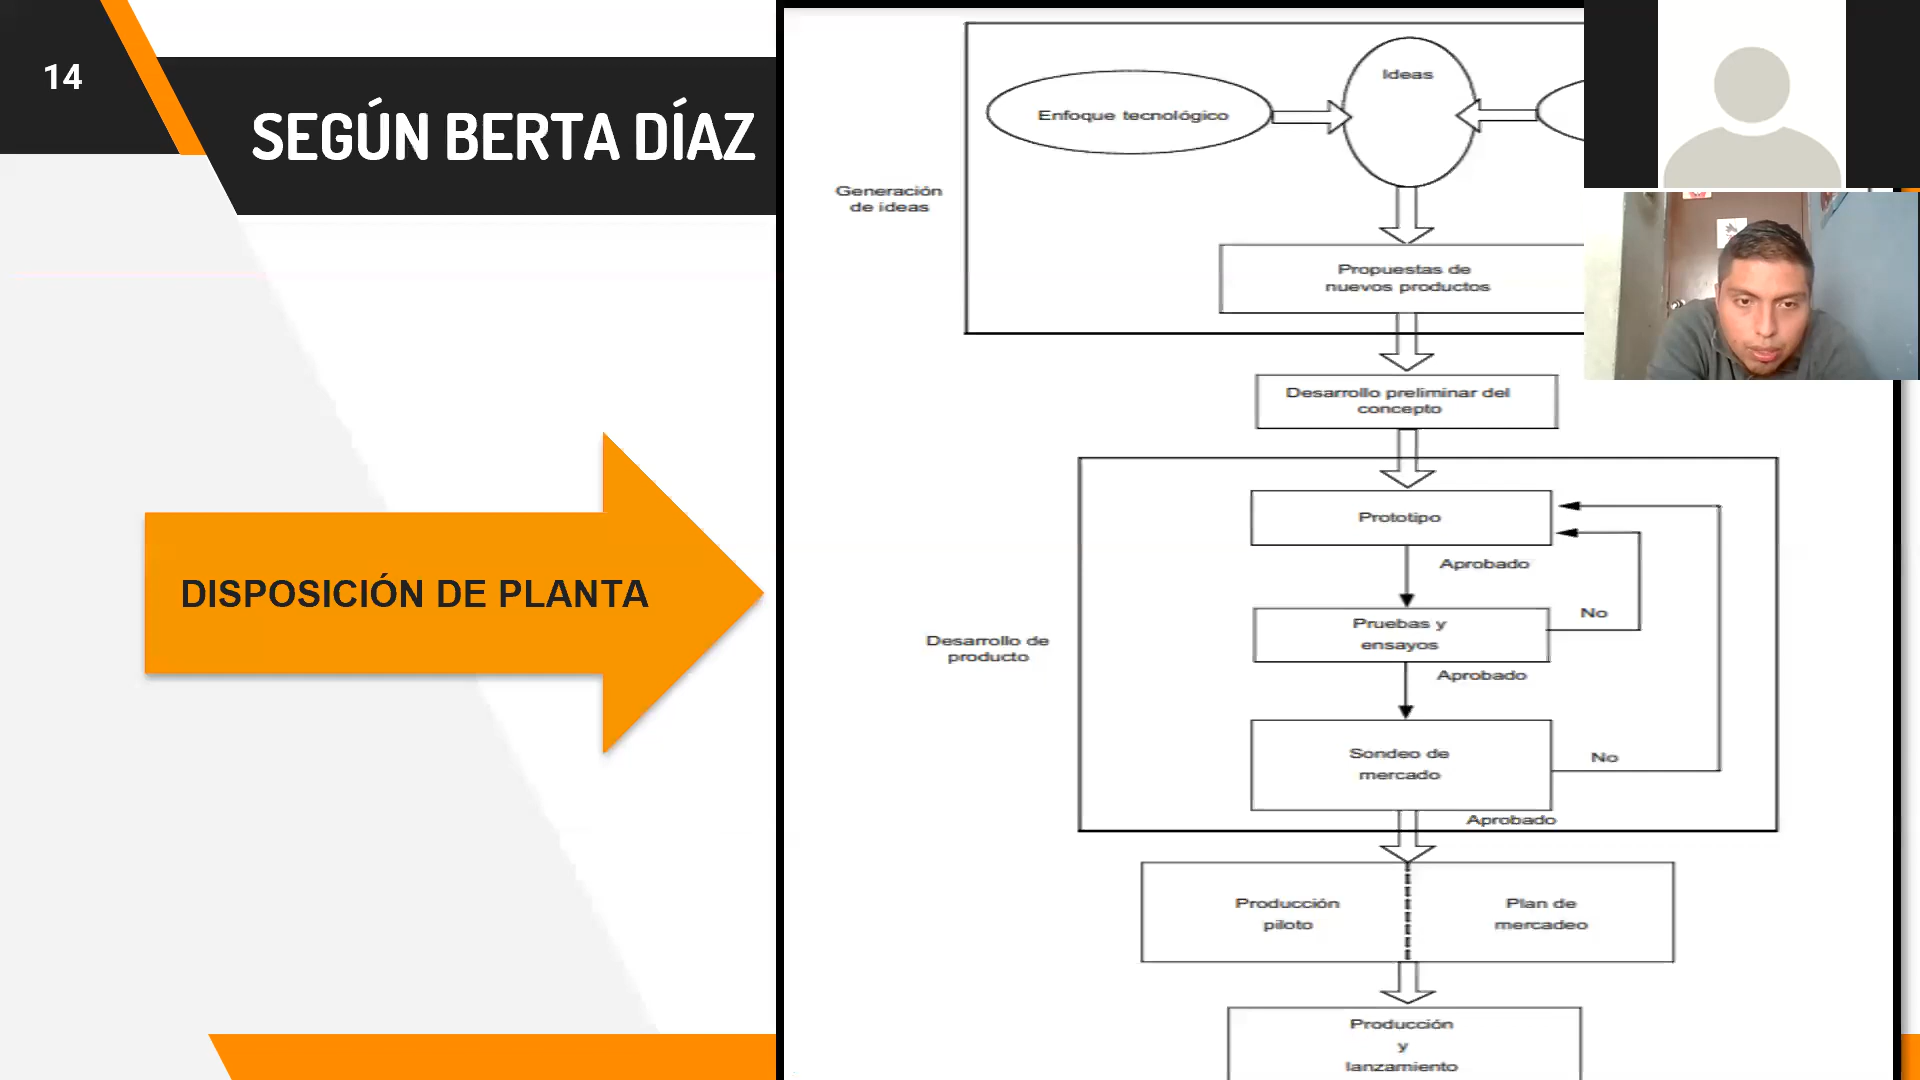 14
SEGÚN BERTA DÍAZ
DISPOSICIÓN DE PLANTA
Ideas
Enfoque tecnológico
Generación
de ideas
Propuestas de
nuevos productos
Desarrollo preliminar del
concepto
Prototipo
Aprobado
No
Pruebas y
ensayos
Desarrollo de
producto
Aprobado
Sondeo de
mercado
No
Aprobado
Producción
piloto
Plan de
mercadeo
Producción
y
lanzamiento